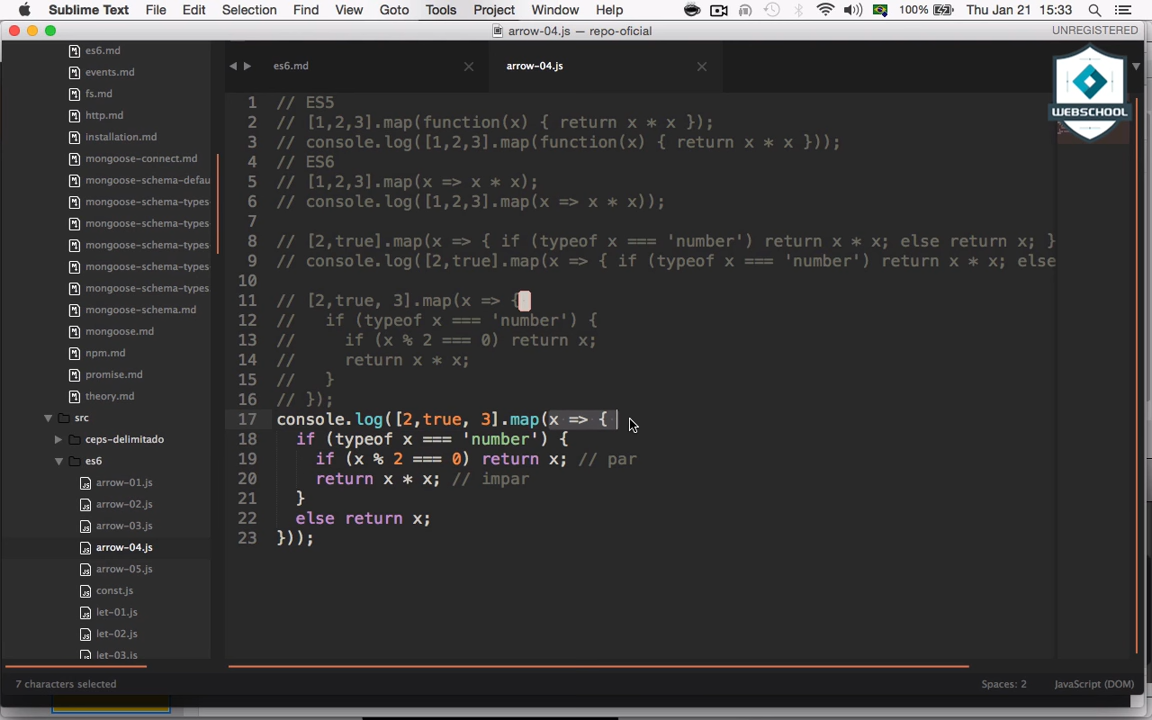 Sublime Text File Edit Selection Find View Goto Tools Project Window Help 100% Thu Jan 21 15:33
arrow-04.js — repo-oficial UNREGISTERED
es6.md
events.md
fs.md
http.md
installation.md
mongoose-connect.md
mongoose-schema-defau
mongoose-schema-types
mongoose-schema-types
mongoose-schema-types
mongoose-schema-types
mongoose-schema-types.
mongoose-schema.md
mongoose.md
npm.md
promise.md
theory.md
src
ceps-delimitado
es6
arrow-01.js
arrow-02.js
arrow-03.js
arrow-04.js
arrow-05.js
const.js
let-01.js
let-02.js
let-03.js
es6.md arrow-04.js
WEBSCHOOL
1 // ES5
2 // [1,2,3].map(function(x) { return x * x });
3 // console.log([1,2,3].map(function(x) { return x * x }));
4 // ES6
5 // [1,2,3].map(x => x * x);
6 // console.log([1,2,3].map(x => x * x));
7
8 // [2,true].map(x => { if (typeof x === 'number') return x * x; else return x; }
9 // console.log([2,true].map(x => { if (typeof x === 'number') return x * x; else
10
11 // [2,true, 3].map(x => {
12 //   if (typeof x === 'number') {
13 //     if (x % 2 === 0) return x;
14 //     return x * x;
15 //   }
16 // });
17 console.log([2,true, 3].map(x => {
18   if (typeof x === 'number') {
19     if (x % 2 === 0) return x; // par
20     return x * x; // impar
21   }
22   else return x;
23 }));
7 characters selected Spaces: 2 JavaScript (DOM)